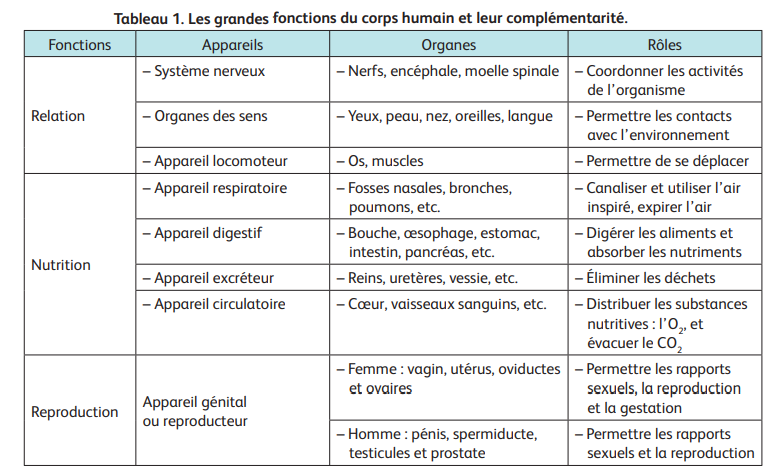 Tableau 1. Les grandes fonctions du corps humain et leur complémentarité.
Fonctions Appareils Organes Rôles
Relation
– Système nerveux
– Nerfs, encéphale, moelle spinale
– Coordonner les activités
de l’organisme
– Organes des sens
– Yeux, peau, nez, oreilles, langue
– Permettre les contacts
avec l’environnement
– Appareil locomoteur
– Os, muscles
– Permettre de se déplacer
Nutrition
– Appareil respiratoire
– Fosses nasales, bronches,
poumons, etc.
– Canaliser et utiliser l’air
inspiré, expirer l’air
– Appareil digestif
– Bouche, œsophage, estomac,
intestin, pancréas, etc.
– Digérer les aliments et
absorber les nutriments
– Appareil excréteur
– Reins, uretères, vessie, etc.
– Éliminer les déchets
– Appareil circulatoire
– Cœur, vaisseaux sanguins, etc.
– Distribuer les substances
nutritives : l’O₂, et
évacuer le CO₂
Reproduction
Appareil génital
ou reproducteur
– Femme : vagin, utérus, oviductes
et ovaires
– Permettre les rapports
sexuels, la reproduction
et la gestation
– Homme : pénis, spermiducte,
testicules et prostate
– Permettre les rapports
sexuels et la reproduction